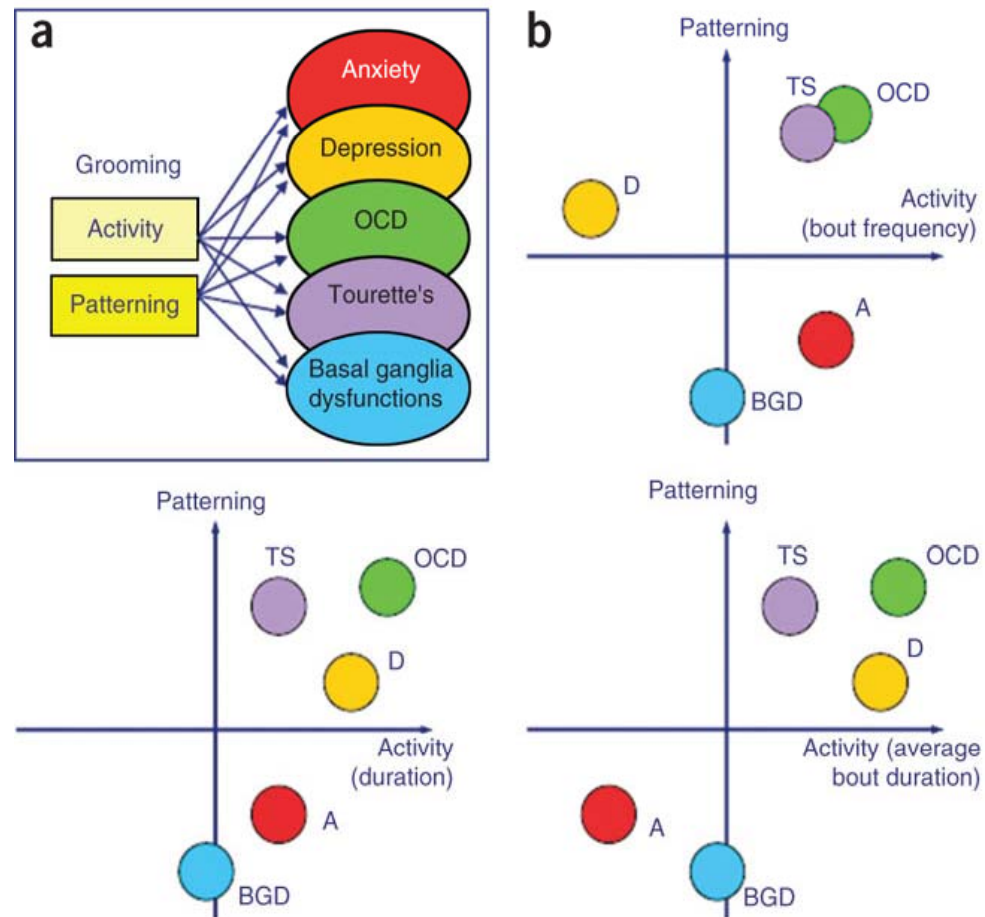 a
Grooming
Activity
Patterning
Anxiety
Depression
OCD
Tourette's
Basal ganglia
dysfunctions
b
Patterning
TS
OCD
D
Activity
(bout frequency)
A
BGD
Patterning
TS
OCD
D
Activity
(duration)
A
BGD
Patterning
TS
OCD
D
Activity (average
bout duration)
A
BGD